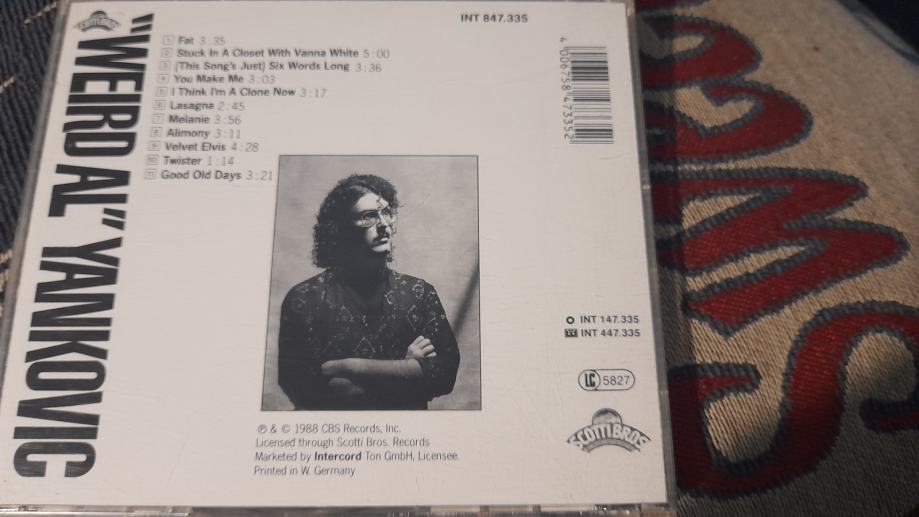 SCOTTI BROS
"WEIRD AL" YANKOVIC
INT 847.335
1 Fat 3:35
2 Stuck In A Closet With Vanna White 5:00
3 (This Song's Just) Six Words Long 3:36
4 You Make Me 3:03
5 I Think I'm A Clone Now 3:17
6 Lasagna 2:45
7 Melanie 3:56
8 Alimony 3:11
9 Velvet Elvis 4:28
10 Twister 1:14
11 Good Old Days 3:21
4 006758 473352
INT 147.335
INT 447.335
LC 5827
SCOTTI BROS
℗ & © 1988 CBS Records, Inc.
Licensed through Scotti Bros. Records
Marketed by Intercord Ton GmbH, Licensee.
Printed in W. Germany